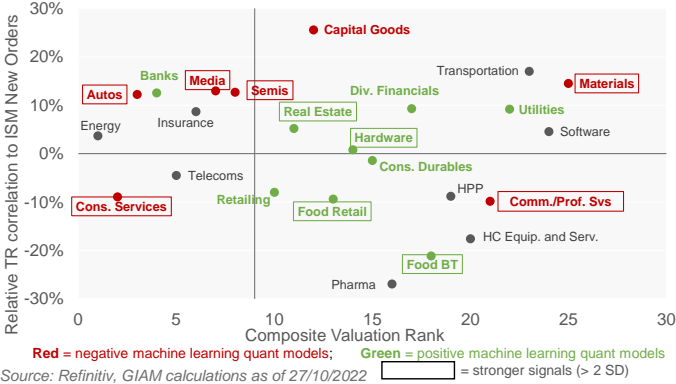 30%
20%
10%
0%
-10%
-20%
-30%
Relative TR correlation to ISM New Orders
Capital Goods
Transportation
Materials
Banks
Media
Semis
Autos
Div. Financials
Real Estate
Utilities
Energy
Insurance
Hardware
Software
Cons. Durables
Telecoms
HPP
Cons. Services
Retailing
Food Retail
Comm./Prof. Svs
HC Equip. and Serv.
Food BT
Pharma
0 5 10 15 20 25 30
Composite Valuation Rank
Red = negative machine learning quant models; Green = positive machine learning quant models
Source: Refinitiv, GIAM calculations as of 27/10/2022 = stronger signals (> 2 SD)